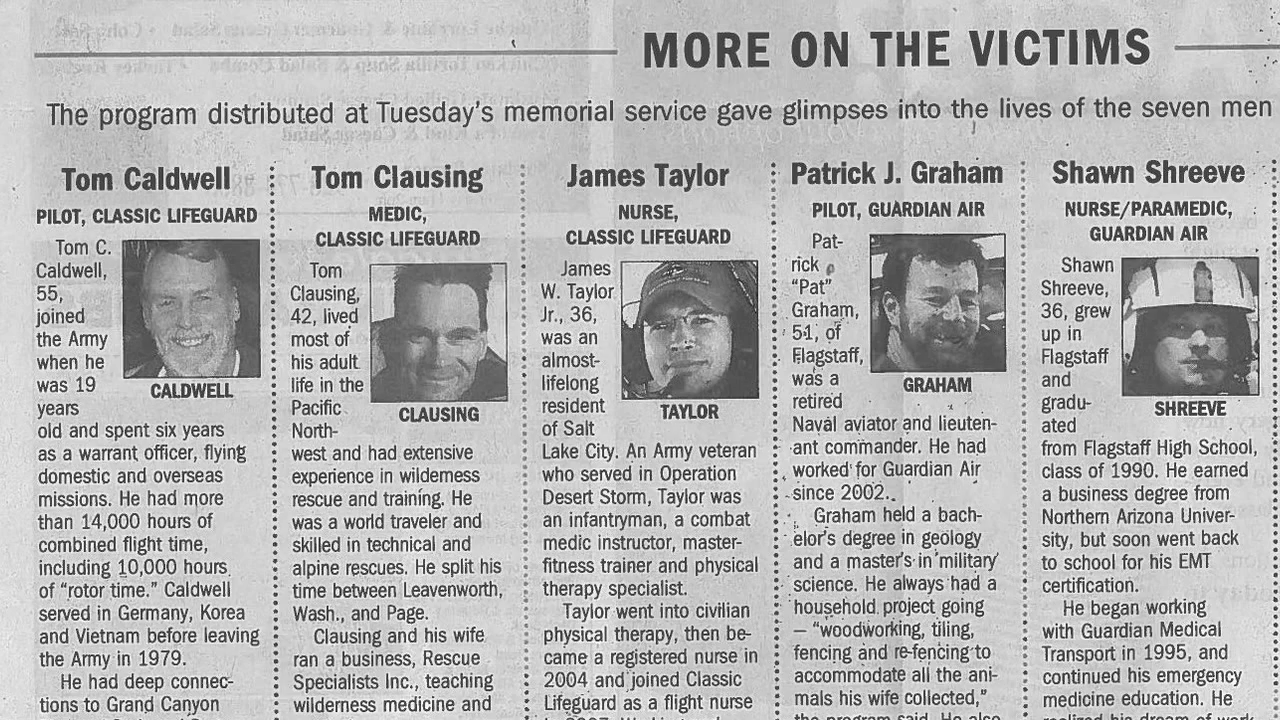 MORE ON THE VICTIMS
The program distributed at Tuesday's memorial service gave glimpses into the lives of the seven men
Tom Caldwell
PILOT, CLASSIC LIFEGUARD
Tom C.
Caldwell,
55,
joined
the Army
when he
was 19
years
CALDWELL
old and spent six years
as a warrant officer, flying
domestic and overseas
missions. He had more
than 14,000 hours of
combined flight time,
including 10,000 hours
of “rotor time.” Caldwell
served in Germany, Korea
and Vietnam before leaving
the Army in 1979.
He had deep connec-
tions to Grand Canyon
Tom Clausing
MEDIC,
CLASSIC LIFEGUARD
Tom
Clausing,
42, lived
most of
his adult
life in the
Pacific
North-
CLAUSING
west and had extensive
experience in wilderness
rescue and training. He
was a world traveler and
skilled in technical and
alpine rescues. He split his
time between Leavenworth,
Wash., and Page.
Clausing and his wife
ran a business, Rescue
Specialists Inc., teaching
wilderness medicine and
James Taylor
NURSE,
CLASSIC LIFEGUARD
James
W. Taylor
Jr., 36,
was an
almost-
lifelong
resident
of Salt
TAYLOR
Lake City. An Army veteran
who served in Operation
Desert Storm, Taylor was
an infantryman, a combat
medic instructor, master-
fitness trainer and physical
therapy specialist.
Taylor went into civilian
physical therapy, then be-
came a registered nurse in
2004 and joined Classic
Lifeguard as a flight nurse
Patrick J. Graham
PILOT, GUARDIAN AIR
Pat-
rick
“Pat”
Graham,
51, of
Flagstaff,
was a
retired
GRAHAM
Naval aviator and lieuten-
ant commander. He had
worked for Guardian Air
since 2002.
Graham held a bach-
elor's degree in geology
and a master's in military
science. He always had a
household project going
— “woodworking, tiling,
fencing and re-fencing to
accommodate all the ani-
mals his wife collected,”
the program said. He also
Shawn Shreeve
NURSE/PARAMEDIC,
GUARDIAN AIR
Shawn
Shreeve,
36, grew
up in
Flagstaff
and
gradu-
ated
SHREEVE
from Flagstaff High School,
class of 1990. He earned
a business degree from
Northern Arizona Univer-
sity, but soon went back
to school for his EMT
certification.
He began working
with Guardian Medical
Transport in 1995, and
continued his emergency
medicine education. He
realized his dream of work